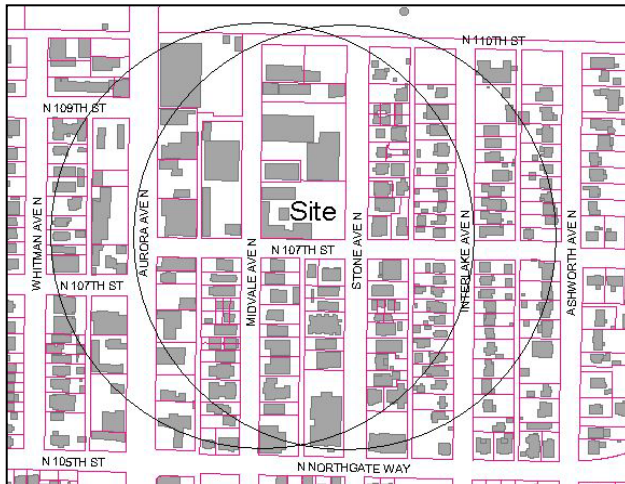 N 110TH ST
N 109TH ST
WHITMAN AVE N
AURORA AVE N
MIDVALE AVE N
Site
STONE AVE N
INTERLAKE AVE N
ASHWORTH AVE N
N 107TH ST
N 107TH ST
N 105TH ST
N NORTHGATE WAY